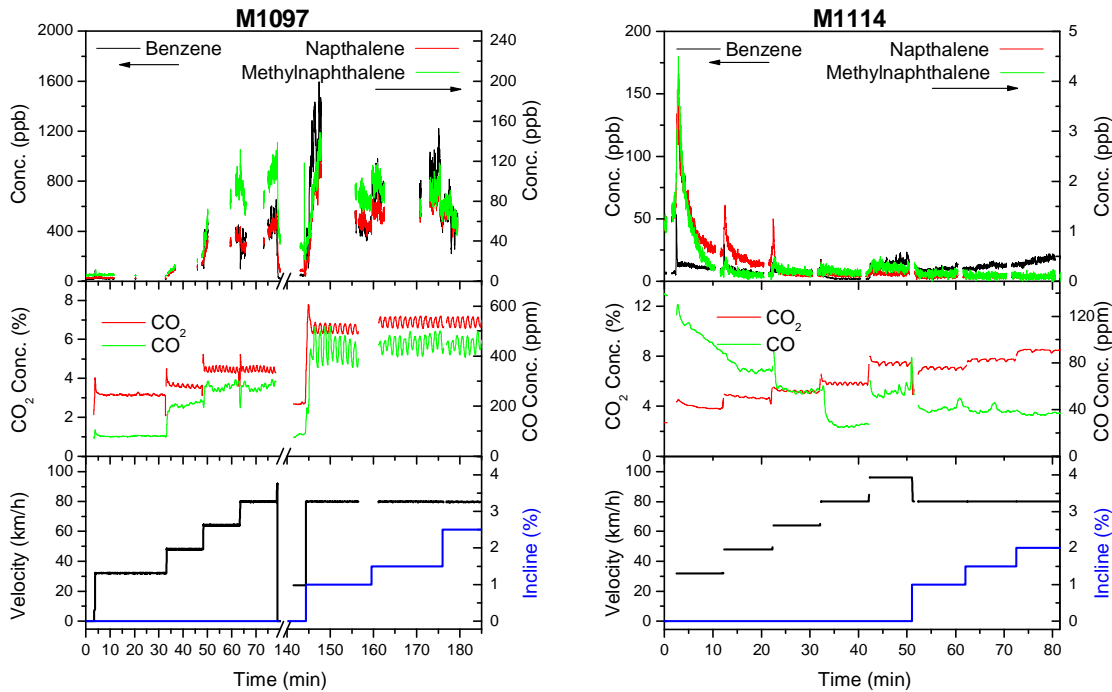 M1097
M1114
2000
1600
1200
800
400
0
Conc. (ppb)
Benzene
Napthalene
Methylnaphthalene
240
200
160
120
80
40
0
Conc. (ppb)
200
150
100
50
0
Conc. (ppb)
Benzene
Napthalene
Methylnaphthalene
5
4
3
2
1
0
Conc. (ppb)
8
6
4
2
0
CO2 Conc. (%)
CO2
CO
600
400
200
0
CO Conc. (ppm)
12
8
4
0
CO2 Conc. (%)
CO2
CO
120
80
40
0
CO Conc. (ppm)
100
80
60
40
20
0
Velocity (km/h)
4
3
2
1
0
Incline (%)
0 10 20 30 40 50 60 70 140 150 160 170 180
Time (min)
100
80
60
40
20
0
Velocity (km/h)
4
3
2
1
0
Incline (%)
0 10 20 30 40 50 60 70 80
Time (min)